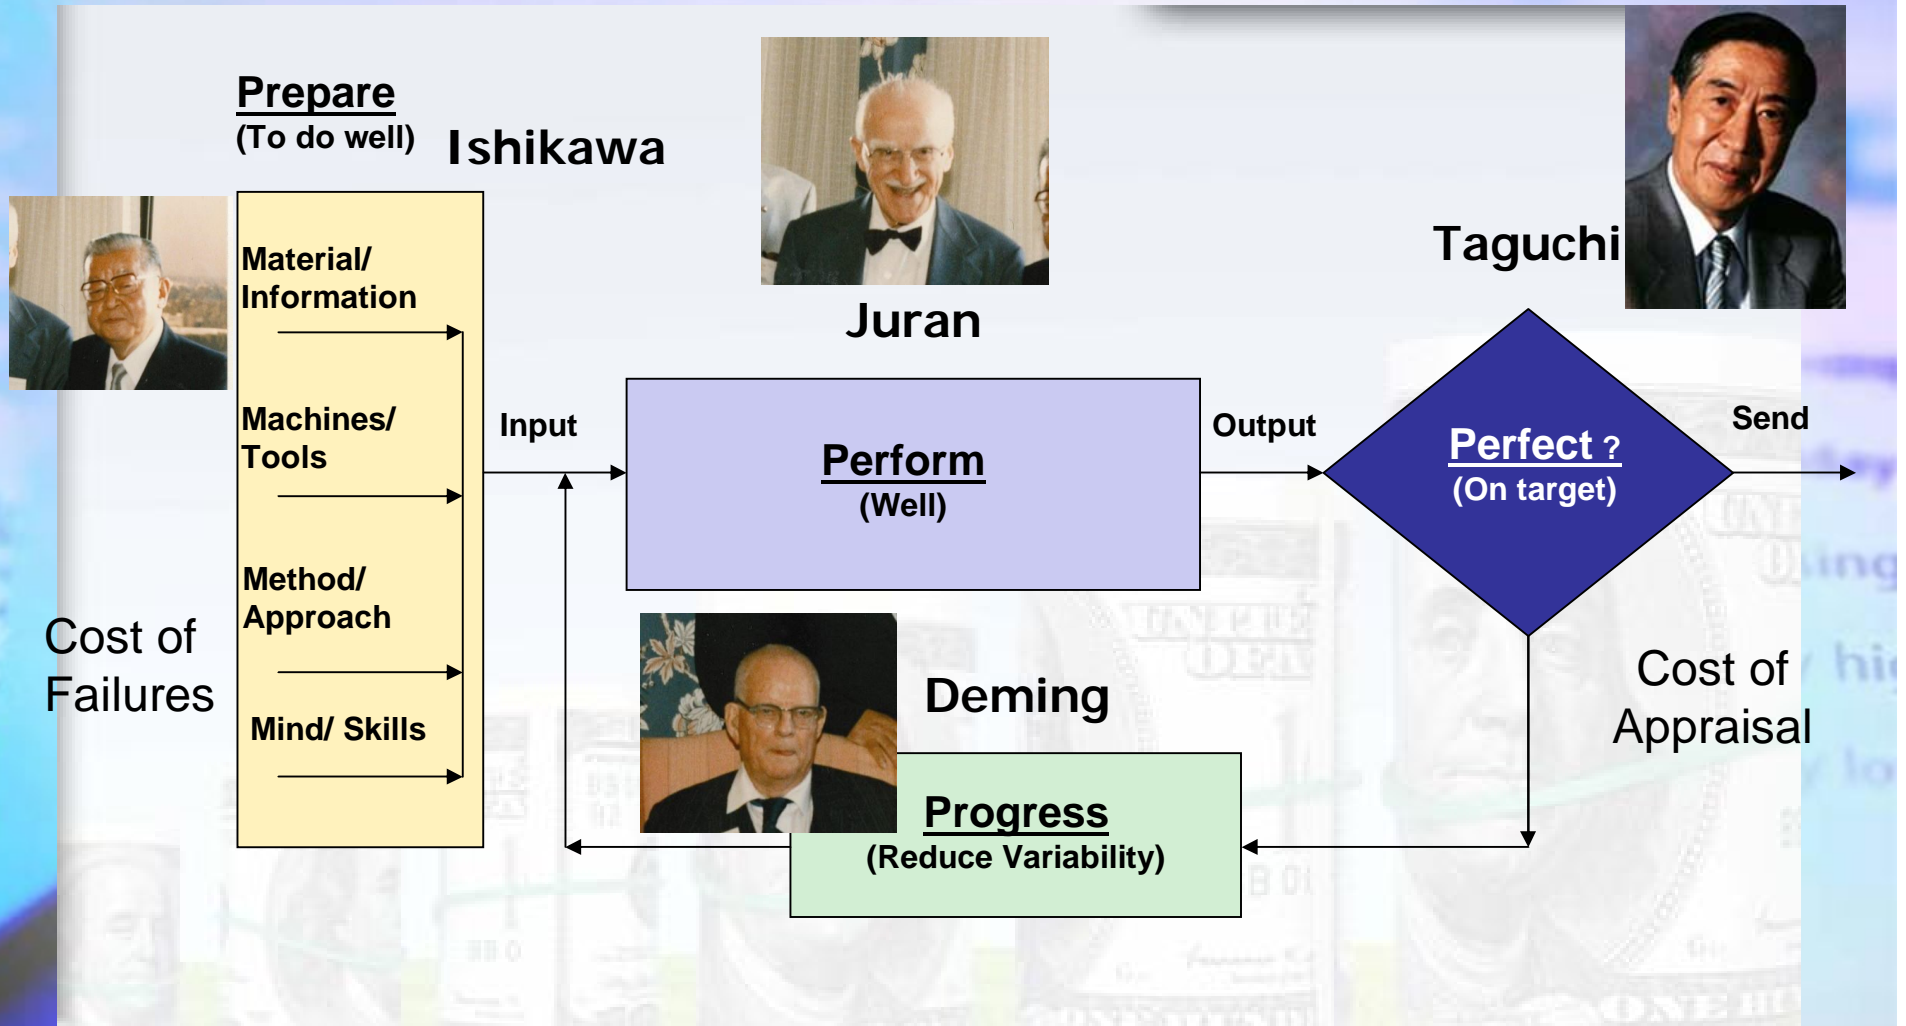 Prepare
(To do well)
Ishikawa
Juran
Taguchi
Material/
Information
Machines/
Tools
Method/
Approach
Mind/ Skills
Input
Perform
(Well)
Output
Perfect ?
(On target)
Send
Cost of
Failures
Deming
Progress
(Reduce Variability)
Cost of
Appraisal